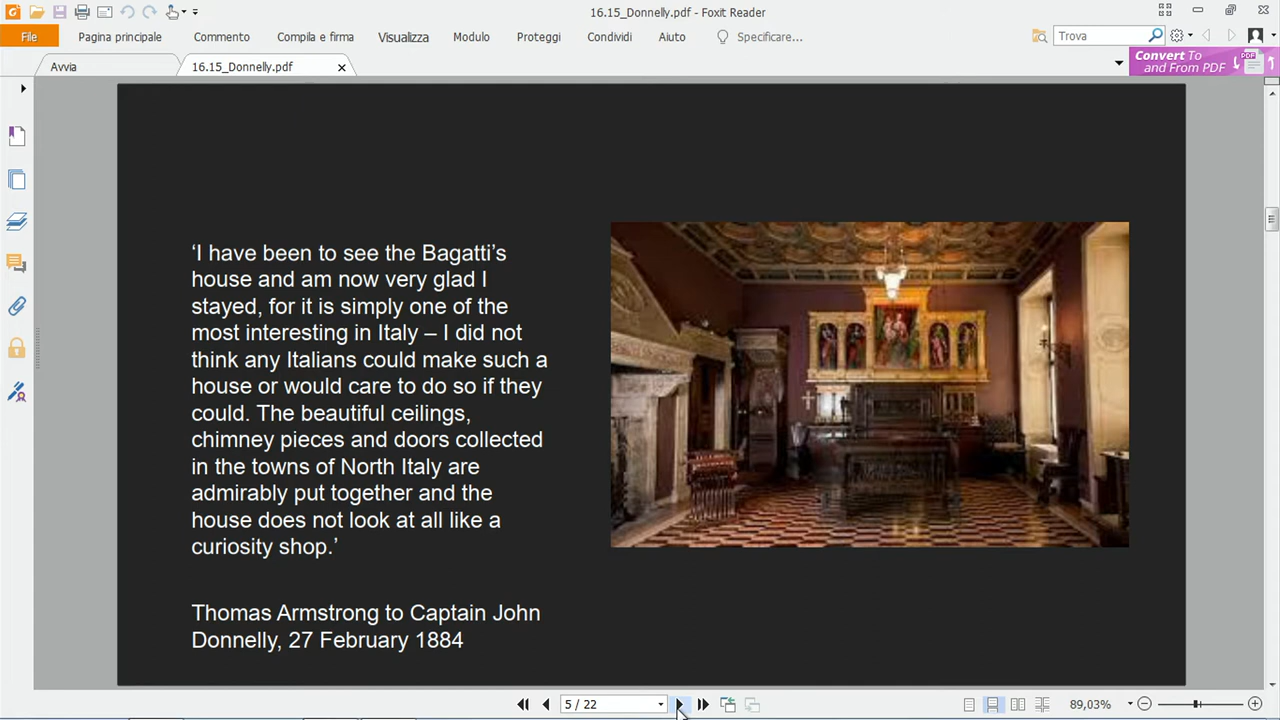 16.15_Donnelly.pdf - Foxit Reader
File Pagina principale Commento Compila e firma Visualizza Modulo Proteggi Condividi Aiuto Specificare... Trova
Avvia 16.15_Donnelly.pdf
Convert To
and From PDF
PDF
‘I have been to see the Bagatti’s
house and am now very glad I
stayed, for it is simply one of the
most interesting in Italy – I did not
think any Italians could make such a
house or would care to do so if they
could. The beautiful ceilings,
chimney pieces and doors collected
in the towns of North Italy are
admirably put together and the
house does not look at all like a
curiosity shop.’
Thomas Armstrong to Captain John
Donnelly, 27 February 1884
5 / 22
89,03%